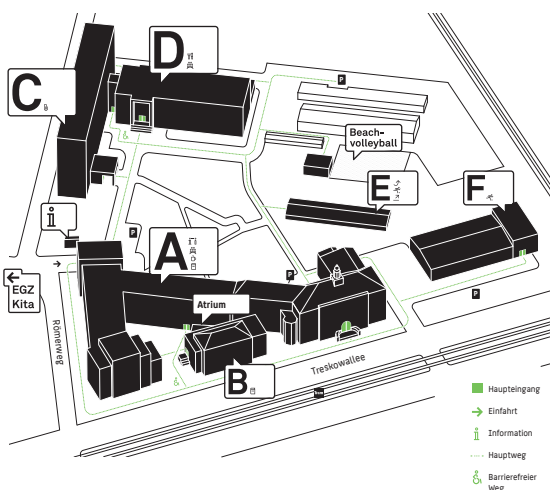 D
C
P
Beach-
volleyball
E
F
i
P
A
EGZ
Kita
Atrium
P
P
Römerweg
B
Treskowallee
Haupteingang
Einfahrt
i
Information
Hauptweg
Barrierefreier
Weg